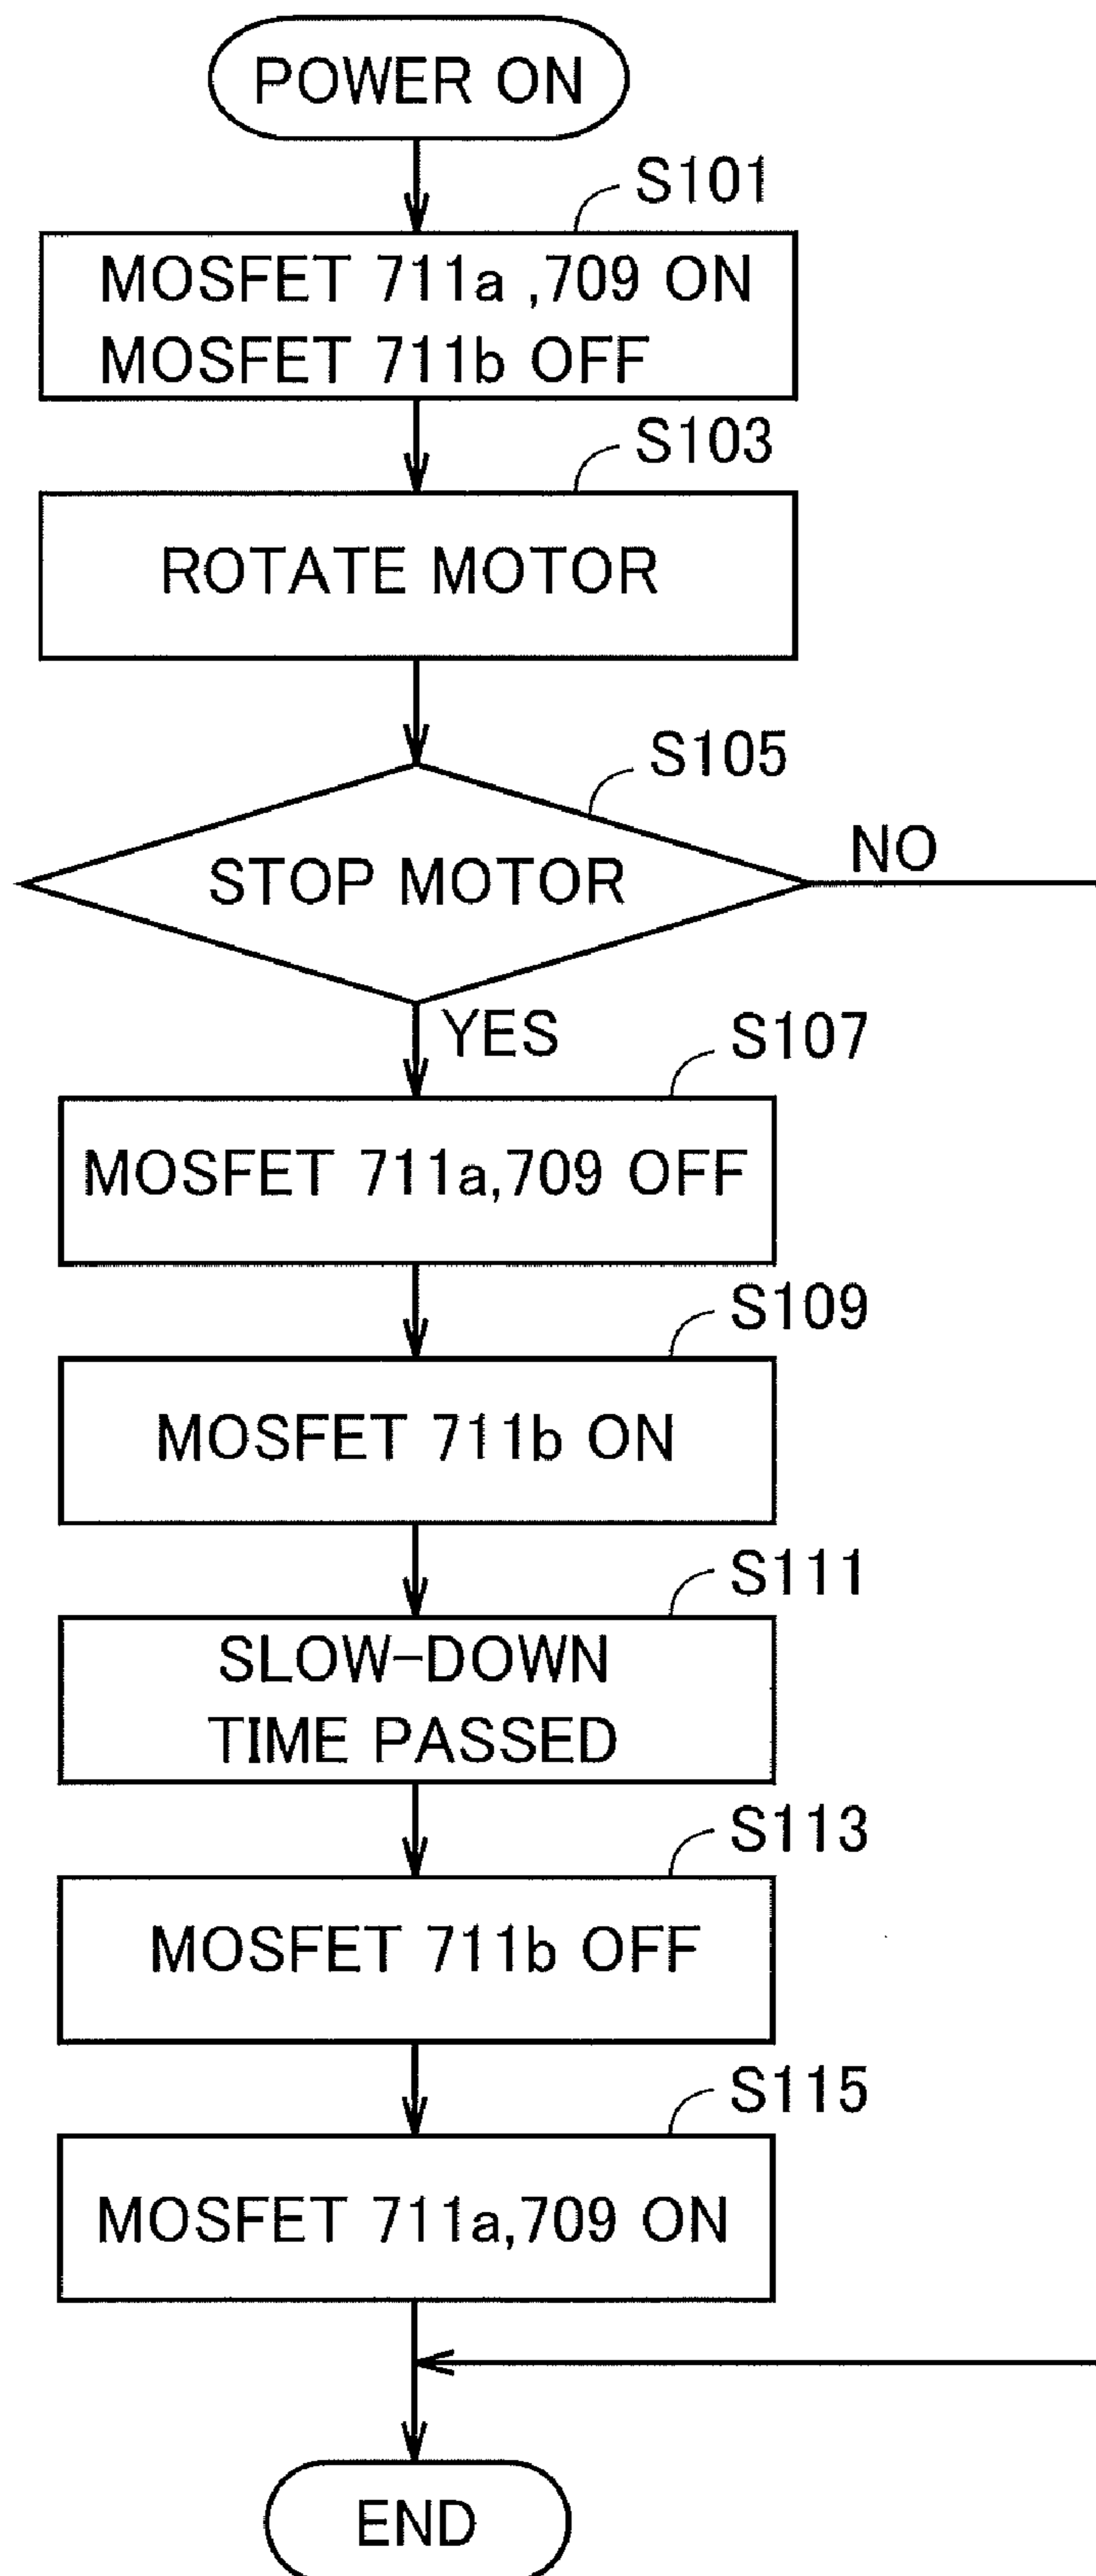 POWER ON
S101
MOSFET 711a ,709 ON
MOSFET 711b OFF
S103
ROTATE MOTOR
S105
STOP MOTOR
NO
YES
S107
MOSFET 711a,709 OFF
S109
MOSFET 711b ON
S111
SLOW-DOWN
TIME PASSED
S113
MOSFET 711b OFF
S115
MOSFET 711a,709 ON
END